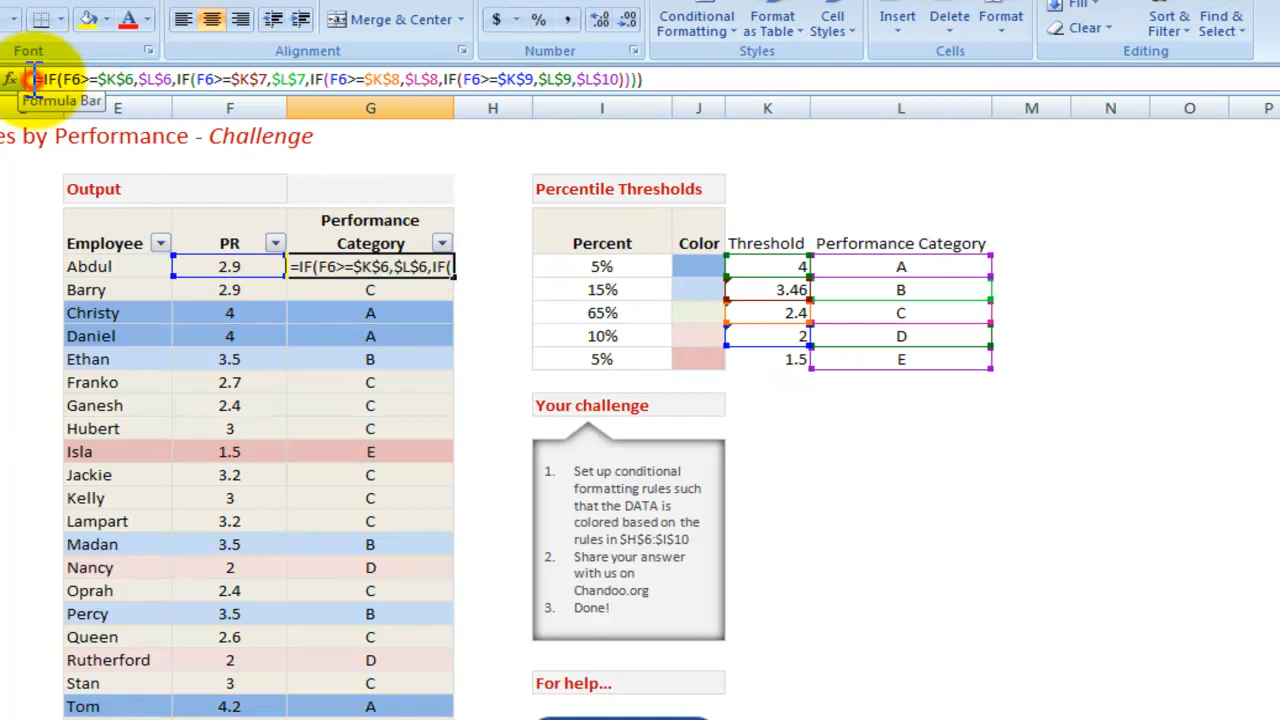 Merge & Center
$ % ,
Conditional Formatting
Format as Table
Cell Styles
Insert
Delete
Format
Clear
Sort & Filter
Find & Select
Font
Alignment
Number
Styles
Cells
Editing
fx =IF(F6>=$K$6,$L$6,IF(F6>=$K$7,$L$7,IF(F6>=$K$8,$L$8,IF(F6>=$K$9,$L$9,$L$10))))
Formula Bar
E F G H I J K L M N O P
es by Performance - Challenge
Output
Employee PR Performance Category
Abdul 2.9 =IF(F6>=$K$6,$L$6,IF(
Barry 2.9 C
Christy 4 A
Daniel 4 A
Ethan 3.5 B
Franko 2.7 C
Ganesh 2.4 C
Hubert 3 C
Isla 1.5 E
Jackie 3.2 C
Kelly 3 C
Lampart 3.2 C
Madan 3.5 B
Nancy 2 D
Oprah 2.4 C
Percy 3.5 B
Queen 2.6 C
Rutherford 2 D
Stan 3 C
Tom 4.2 A
Percentile Thresholds
Percent Color Threshold Performance Category
5% 4 A
15% 3.46 B
65% 2.4 C
10% 2 D
5% 1.5 E
Your challenge
1. Set up conditional
formatting rules such
that the DATA is
colored based on the
rules in $H$6:$I$10
2. Share your answer
with us on
Chandoo.org
3. Done!
For help...